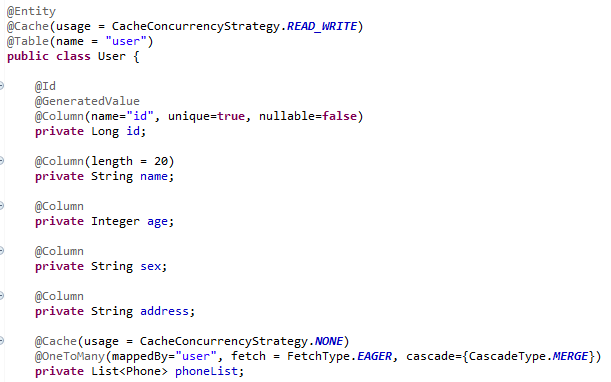 @Entity
@Cache(usage = CacheConcurrencyStrategy.READ_WRITE)
@Table(name = "user")
public class User {
@Id
@GeneratedValue
@Column(name="id", unique=true, nullable=false)
private Long id;
@Column(length = 20)
private String name;
@Column
private Integer age;
@Column
private String sex;
@Column
private String address;
@Cache(usage = CacheConcurrencyStrategy.NONE)
@OneToMany(mappedBy="user", fetch = FetchType.EAGER, cascade={CascadeType.MERGE})
private List<Phone> phoneList;